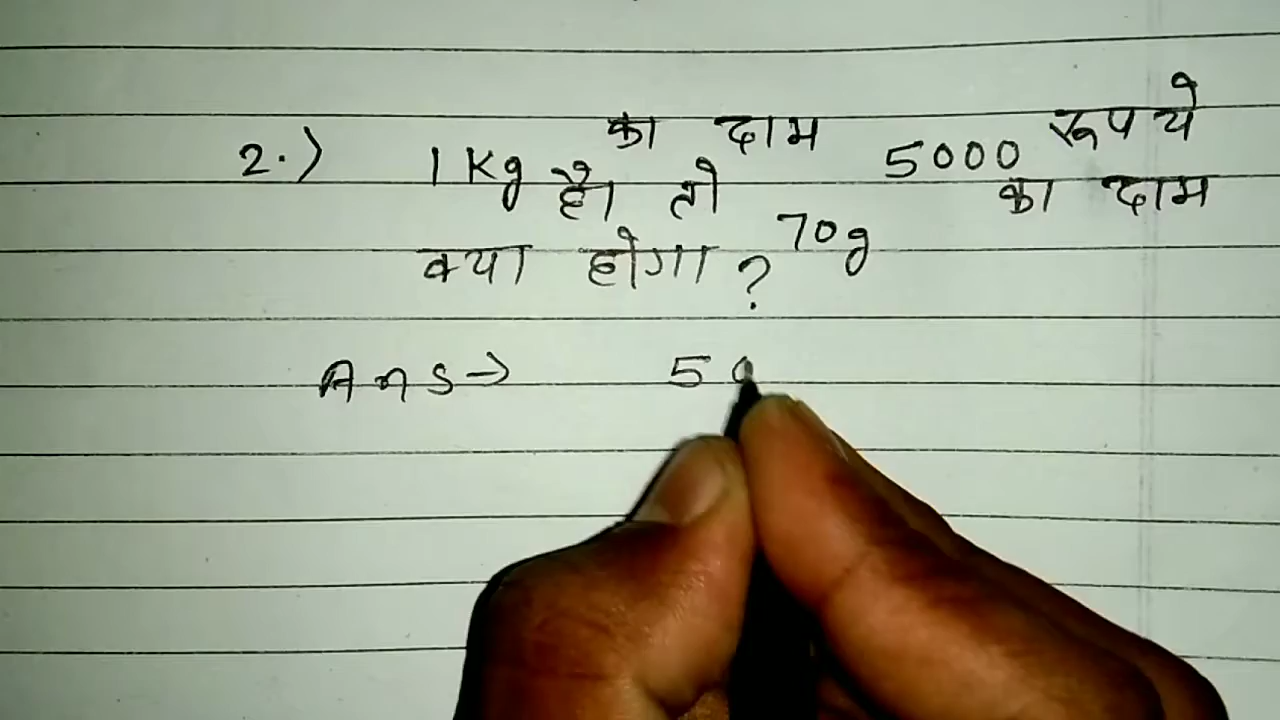 2.) 1 Kg का दाम 5000 रूपये
है। तो 70g का दाम
क्या होगा ?
Ans→ 50